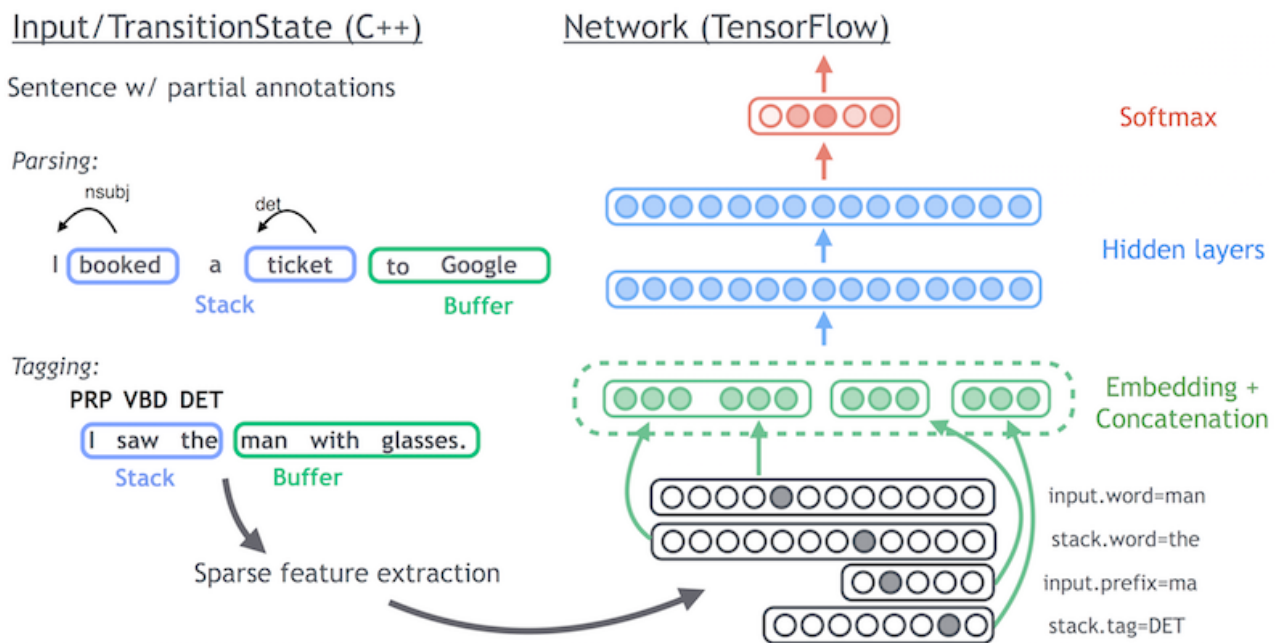 Input/TransitionState (C++)
Sentence w/ partial annotations
Parsing:
nsubj
det
I booked a ticket to Google
Stack
Buffer
Tagging:
PRP VBD DET
I saw the man with glasses.
Stack
Buffer
Sparse feature extraction
Network (TensorFlow)
Softmax
Hidden layers
Embedding +
Concatenation
input.word=man
stack.word=the
input.prefix=ma
stack.tag=DET